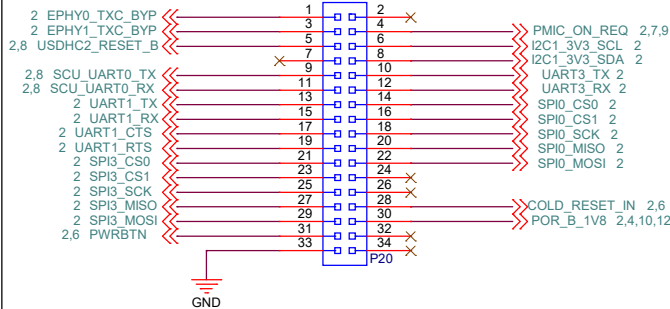 2 EPHY0_TXC_BYP 1 2
2 EPHY1_TXC_BYP 3 4 PMIC_ON_REQ 2,7,9
2,8 USDHC2_RESET_B 5 6 I2C1_3V3_SCL 2
7 8 I2C1_3V3_SDA 2
2,8 SCU_UART0_TX 9 10 UART3_TX 2
2,8 SCU_UART0_RX 11 12 UART3_RX 2
2 UART1_TX 13 14 SPI0_CS0 2
2 UART1_RX 15 16 SPI0_CS1 2
2 UART1_CTS 17 18 SPI0_SCK 2
2 UART1_RTS 19 20 SPI0_MISO 2
2 SPI3_CS0 21 22 SPI0_MOSI 2
2 SPI3_CS1 23 24
2 SPI3_SCK 25 26
2 SPI3_MISO 27 28 COLD_RESET_IN 2,6
2 SPI3_MOSI 29 30 POR_B_1V8 2,4,10,12
2,6 PWRBTN 31 32
33 34
P20
GND